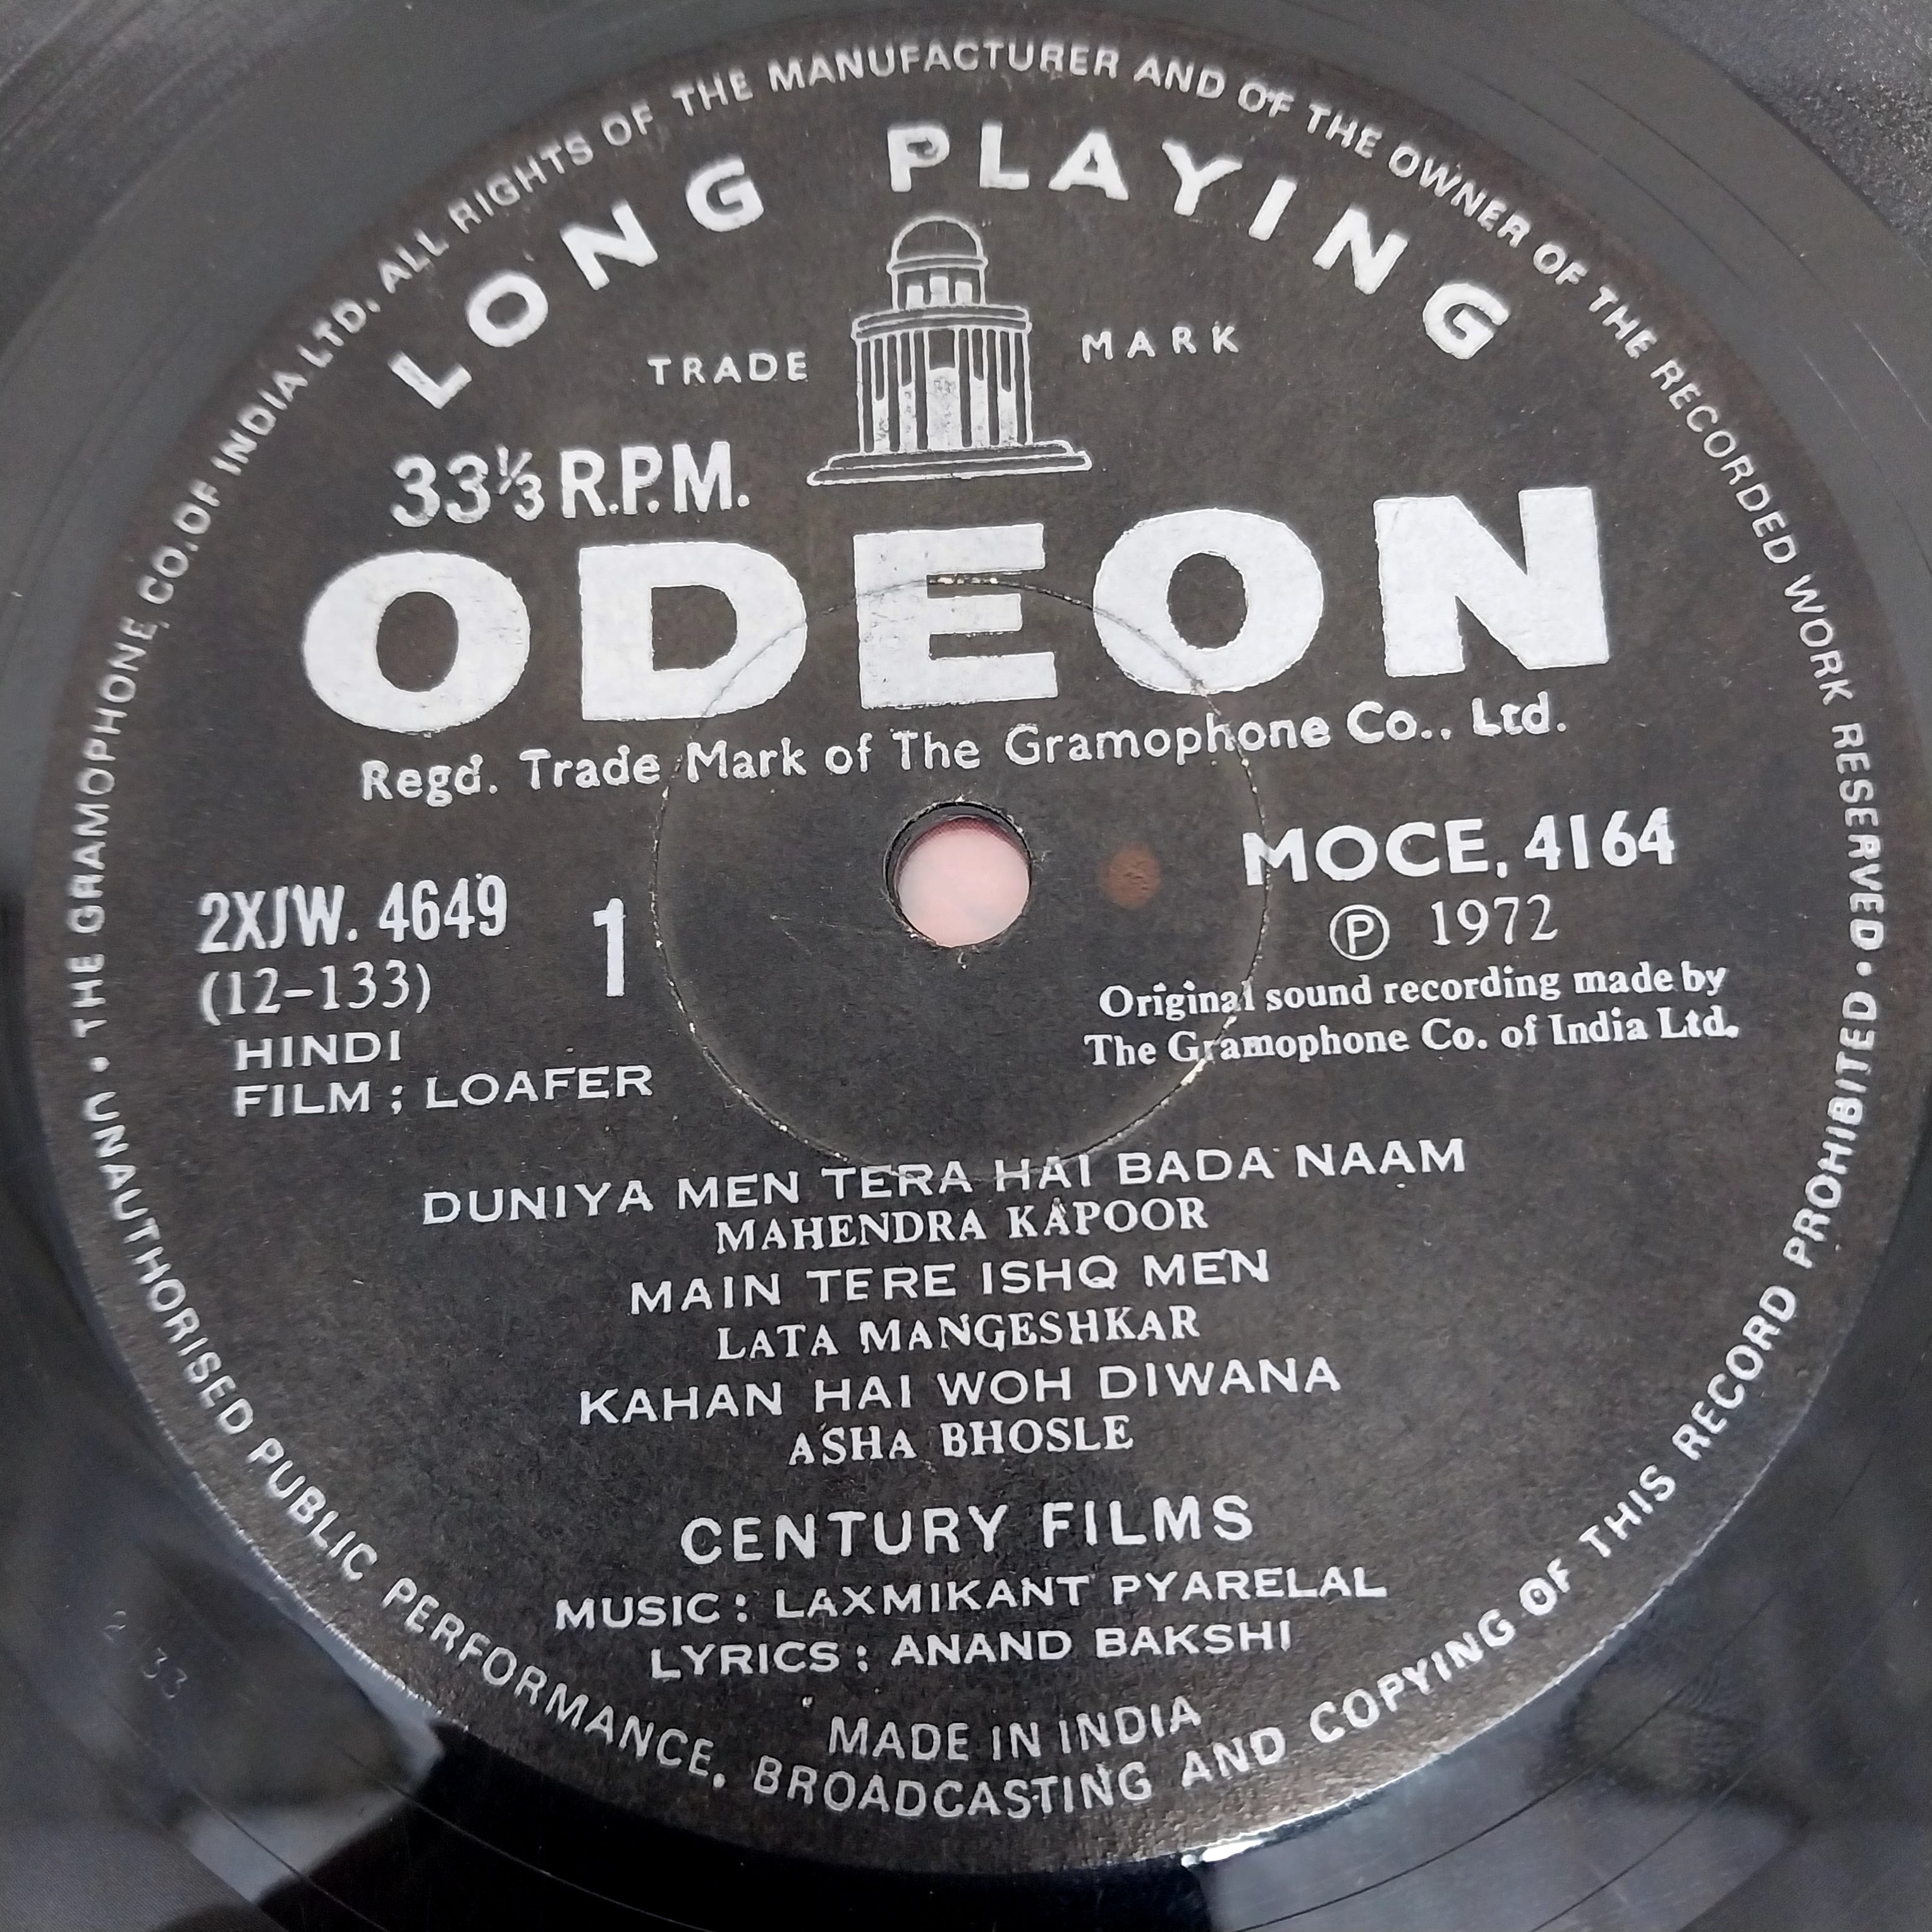 THE GRAMOPHONE CO. OF INDIA LTD. ALL RIGHTS OF THE MANUFACTURER AND OF THE OWNER OF THE RECORDED WORK RESERVED • UNAUTHORISED PUBLIC PERFORMANCE, BROADCASTING AND COPYING OF THIS RECORD PROHIBITED •
LONG PLAYING
TRADE MARK
33⅓ R.P.M.
ODEON
Regd. Trade Mark of The Gramophone Co., Ltd.
2XJW. 4649
(12-133)
1
HINDI
FILM ; LOAFER
MOCE, 4164
Ⓟ 1972
Original sound recording made by
The Gramophone Co. of India Ltd.
DUNIYA MEN TERA HAI BADA NAAM
MAHENDRA KAPOOR
MAIN TERE ISHQ MEN
LATA MANGESHKAR
KAHAN HAI WOH DIWANA
ASHA BHOSLE
CENTURY FILMS
MUSIC : LAXMIKANT PYARELAL
LYRICS : ANAND BAKSHI
MADE IN INDIA